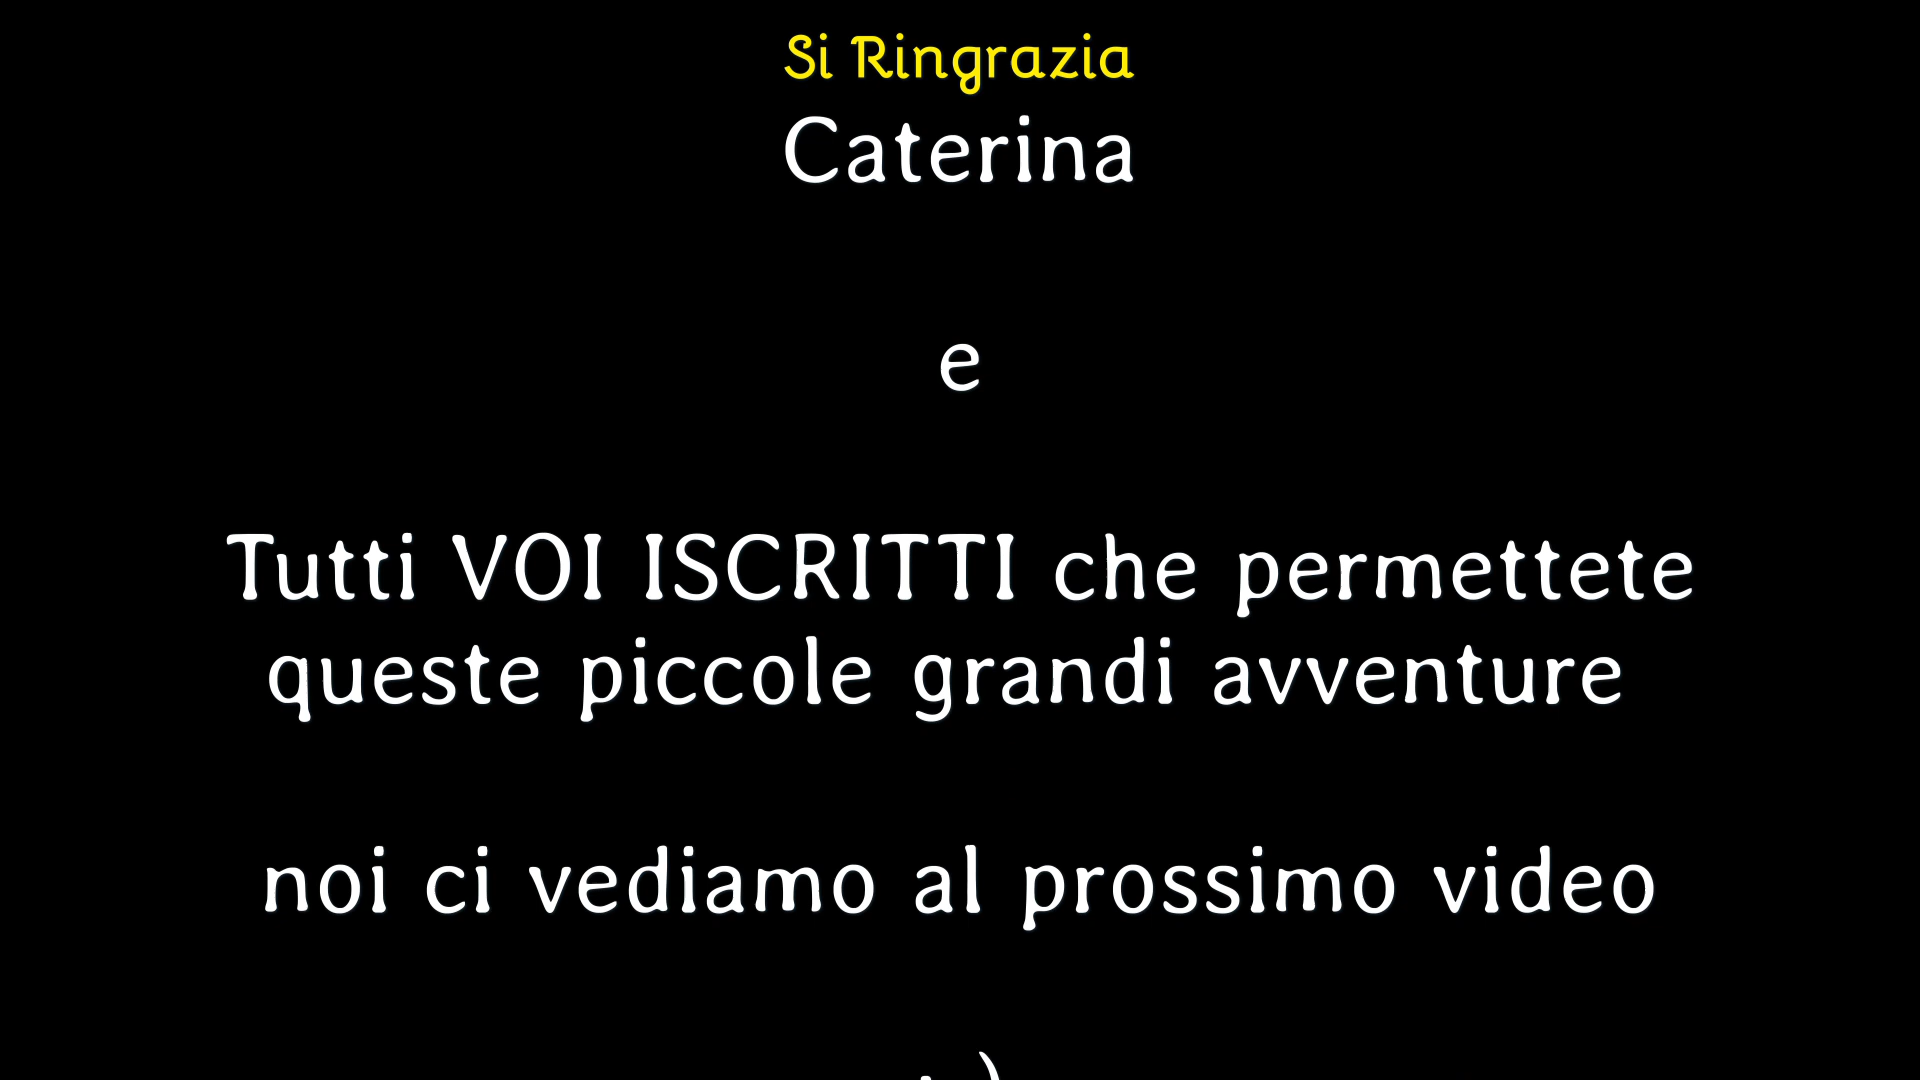 Si Ringrazia
Caterina
e
Tutti VOI ISCRITTI che permettete
queste piccole grandi avventure
noi ci vediamo al prossimo video